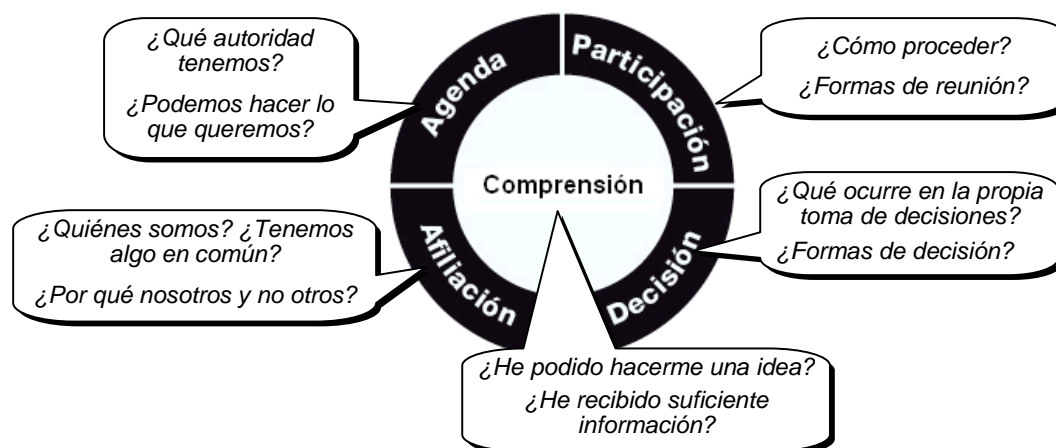 ¿Qué autoridad
tenemos?
¿Podemos hacer lo
que queremos?
Agenda
Participación
¿Cómo proceder?
¿Formas de reunión?
Comprensión
¿Quiénes somos? ¿Tenemos
algo en común?
¿Por qué nosotros y no otros?
Afiliación
Decisión
¿Qué ocurre en la propia
toma de decisiones?
¿Formas de decisión?
¿He podido hacerme una idea?
¿He recibido suficiente
información?